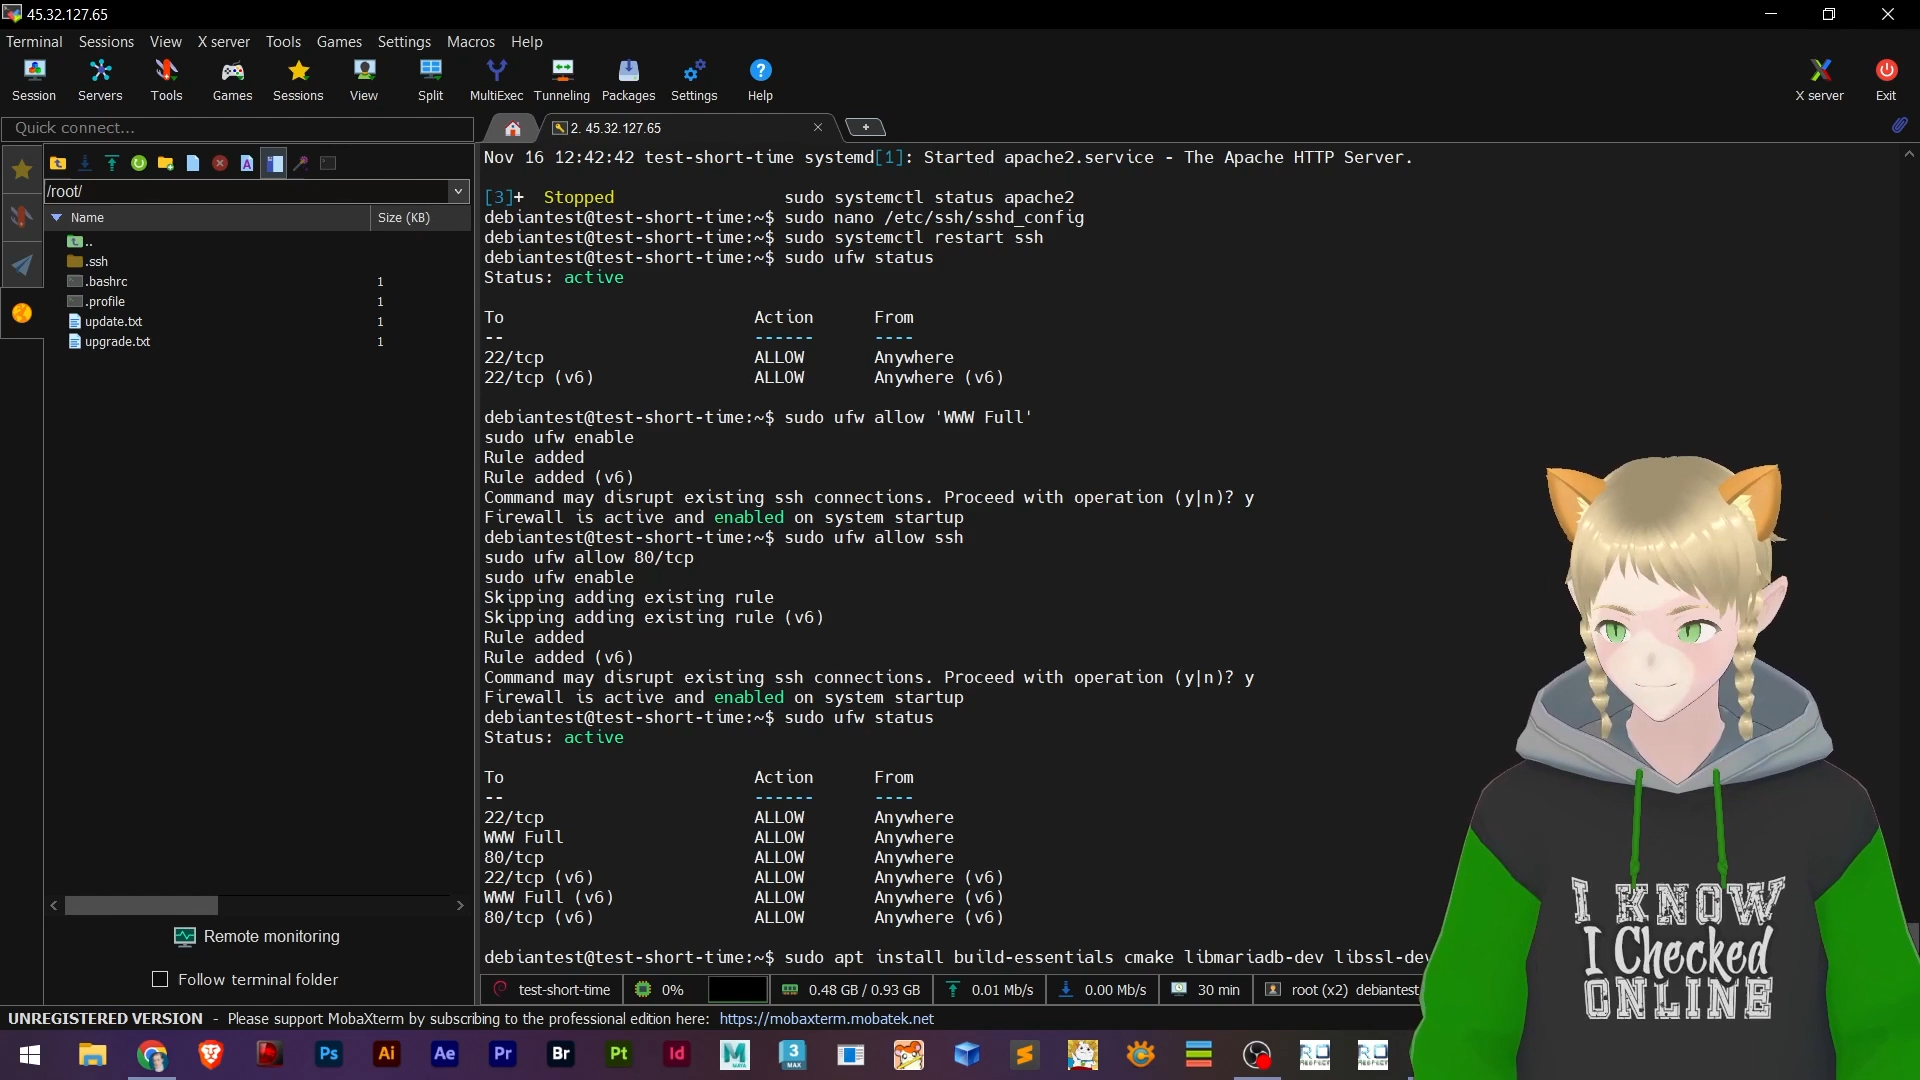 45.32.127.65
Terminal Sessions View X server Tools Games Settings Macros Help
Session Servers Tools Games Sessions View Split MultiExec Tunneling Packages Settings Help X server Exit
Quick connect...
2. 45.32.127.65
/root/
Name Size (KB)
..
.ssh
.bashrc 1
.profile 1
update.txt 1
upgrade.txt 1
Remote monitoring
Follow terminal folder
Nov 16 12:42:42 test-short-time systemd[1]: Started apache2.service - The Apache HTTP Server.
[3]+ Stopped sudo systemctl status apache2
debiantest@test-short-time:~$ sudo nano /etc/ssh/sshd_config
debiantest@test-short-time:~$ sudo systemctl restart ssh
debiantest@test-short-time:~$ sudo ufw status
Status: active
To Action From
-- ------ ----
22/tcp ALLOW Anywhere
22/tcp (v6) ALLOW Anywhere (v6)
debiantest@test-short-time:~$ sudo ufw allow 'WWW Full'
sudo ufw enable
Rule added
Rule added (v6)
Command may disrupt existing ssh connections. Proceed with operation (y|n)? y
Firewall is active and enabled on system startup
debiantest@test-short-time:~$ sudo ufw allow ssh
sudo ufw allow 80/tcp
sudo ufw enable
Skipping adding existing rule
Skipping adding existing rule (v6)
Rule added
Rule added (v6)
Command may disrupt existing ssh connections. Proceed with operation (y|n)? y
Firewall is active and enabled on system startup
debiantest@test-short-time:~$ sudo ufw status
Status: active
To Action From
-- ------ ----
22/tcp ALLOW Anywhere
WWW Full ALLOW Anywhere
80/tcp ALLOW Anywhere
22/tcp (v6) ALLOW Anywhere (v6)
WWW Full (v6) ALLOW Anywhere (v6)
80/tcp (v6) ALLOW Anywhere (v6)
debiantest@test-short-time:~$ sudo apt install build-essentials cmake libmariadb-dev libssl-dev
test-short-time 0% 0.48 GB / 0.93 GB 0.01 Mb/s 0.00 Mb/s 30 min root (x2) debiantest
UNREGISTERED VERSION - Please support MobaXterm by subscribing to the professional edition here: https://mobaxterm.mobatek.net
I KNOW
I Checked
ONLINE
Ps Ai Ae Pr Br Pt Id M 3
MAX